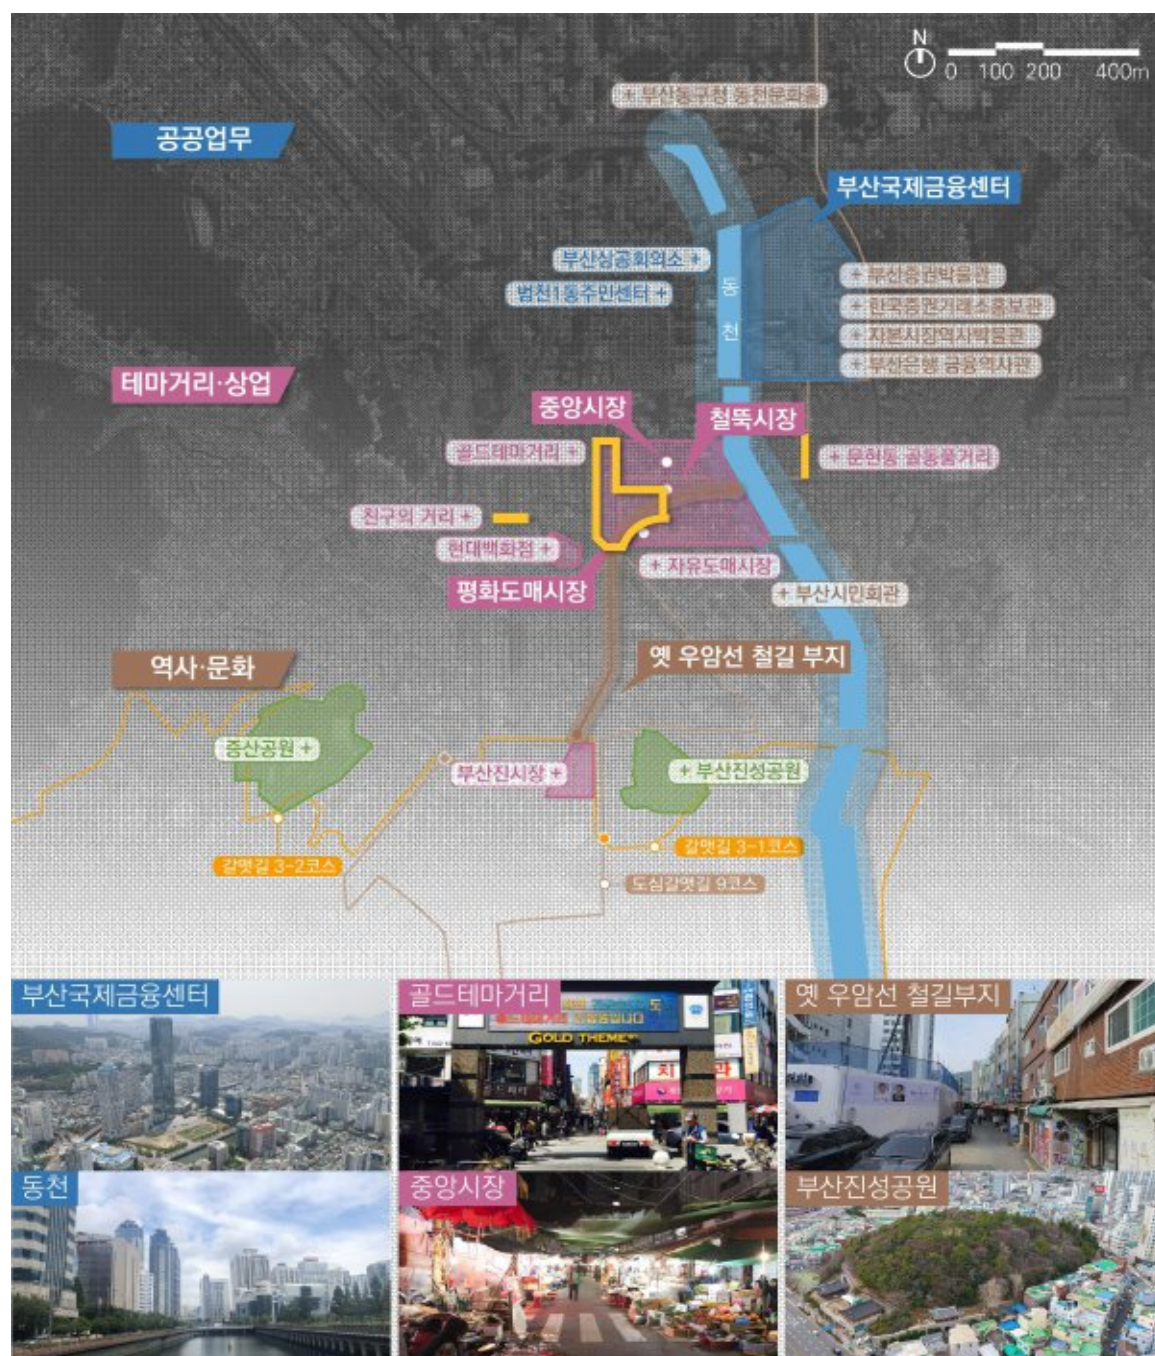 N
0 100 200 400m
+ 부산동구청 동천문화홀
공공업무
부산국제금융센터
부산상공회의소 +
범천1동주민센터 +
동
천
+ 부산증권박물관
+ 한국증권거래소홍보관
+ 자본시장역사박물관
+ 부산은행 금융역사관
테마거리·상업
중앙시장
철뚝시장
골드테마거리 +
+ 문현동 골동품거리
친구의 거리 +
현대백화점 +
+ 자유도매시장
평화도매시장
+ 부산시민회관
역사·문화
옛 우암선 철길 부지
증산공원 +
부산진시장 +
+ 부산진성공원
갈맷길 3-2코스
갈맷길 3-1코스
도심갈맷길 9코스
부산국제금융센터
골드테마거리
옛 우암선 철길부지
GOLD THEME
동천
중앙시장
부산진성공원